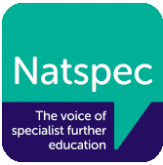 Natspec
The voice of
specialist further
education